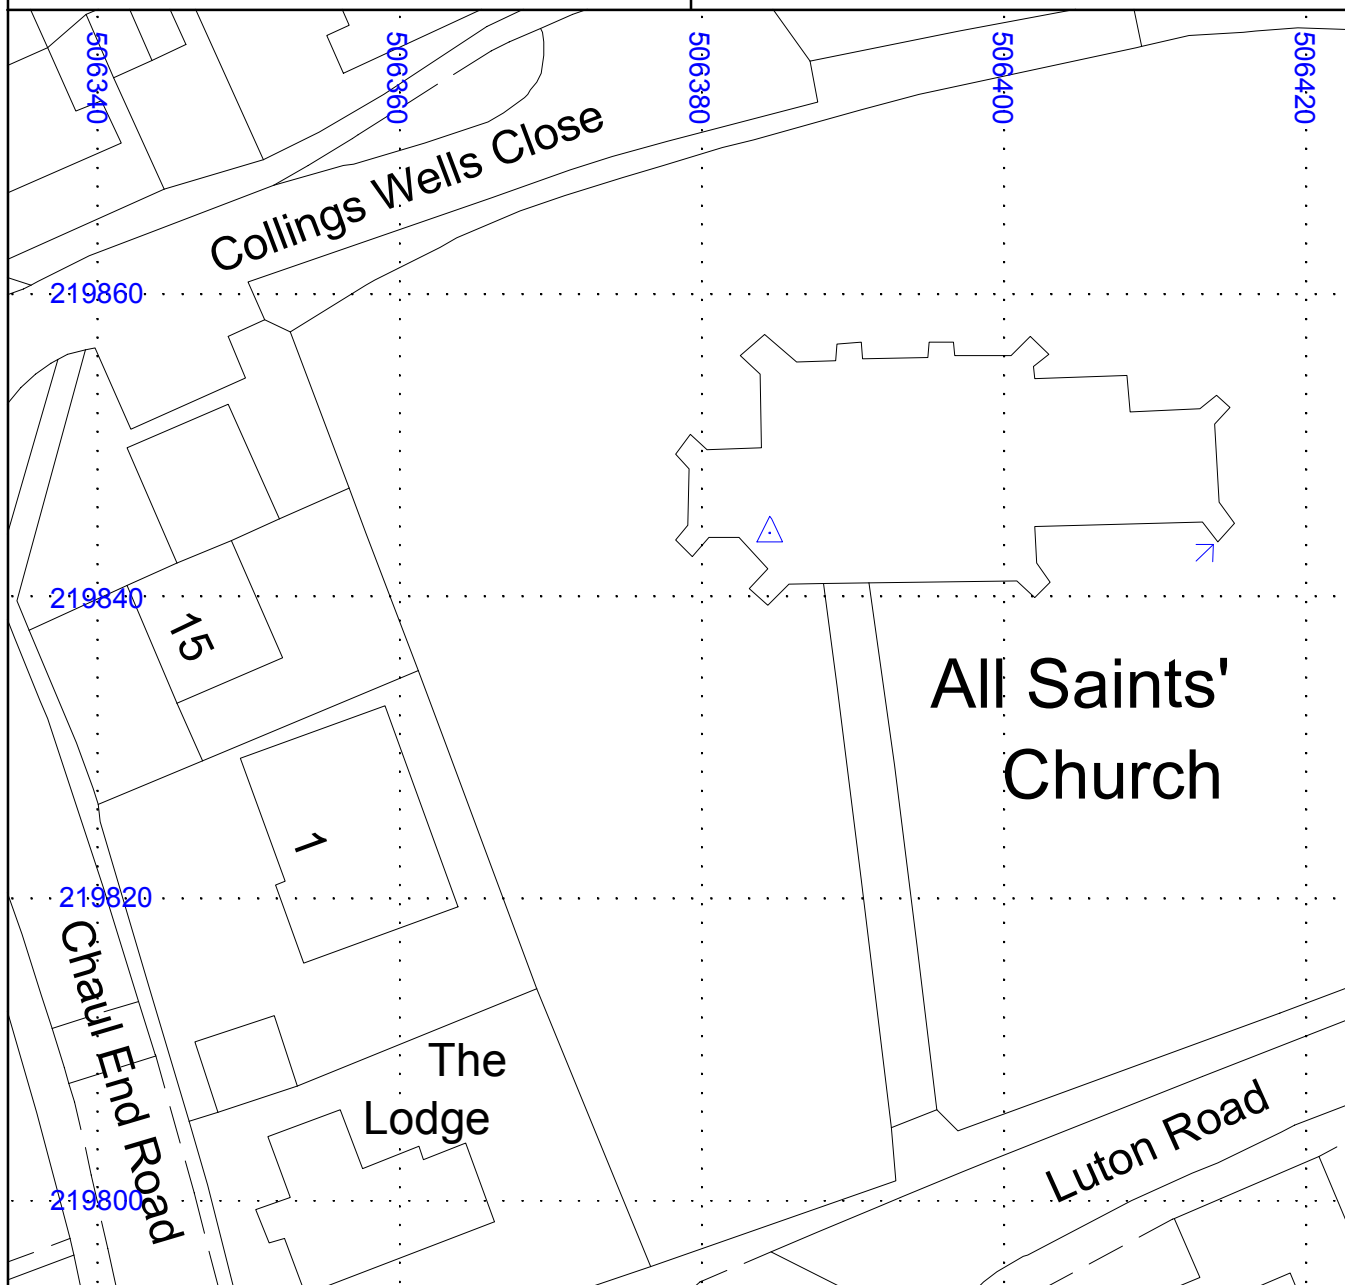 506340
506360
506380
506400
506420
Collings Wells Close
219860
219840
15
All Saints'
Church
1
219820
Chaul End Road
The
Lodge
Luton Road
219800